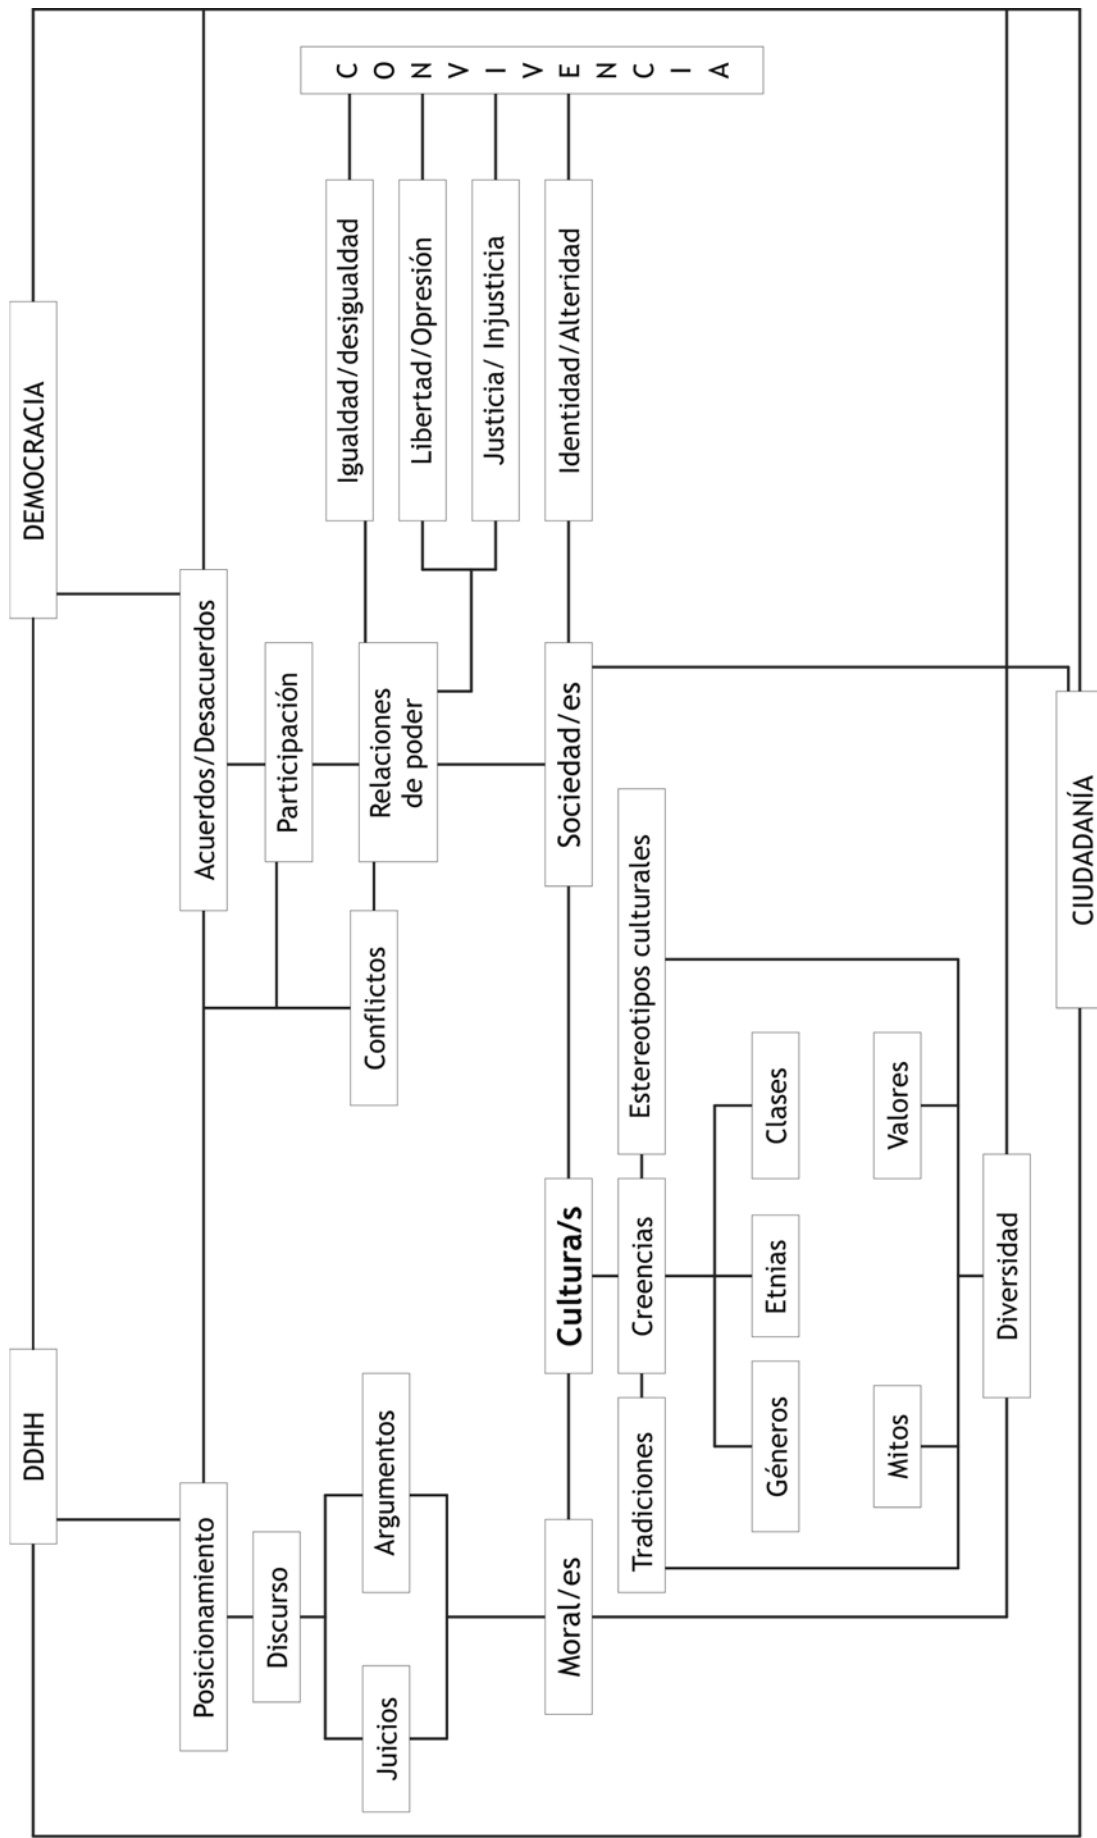 DDHH
DEMOCRACIA
Posicionamiento
Acuerdos/Desacuerdos
Discurso
Participación
Juicios
Argumentos
Conflictos
Relaciones
de poder
Igualdad/desigualdad
Libertad/Opresión
Justicia/ Injusticia
Identidad/Alteridad
C
O
N
V
I
V
E
N
C
I
A
Moral/es
Cultura/s
Sociedad/es
Tradiciones
Creencias
Estereotipos culturales
Géneros
Etnias
Clases
Mitos
Valores
Diversidad
CIUDADANÍA